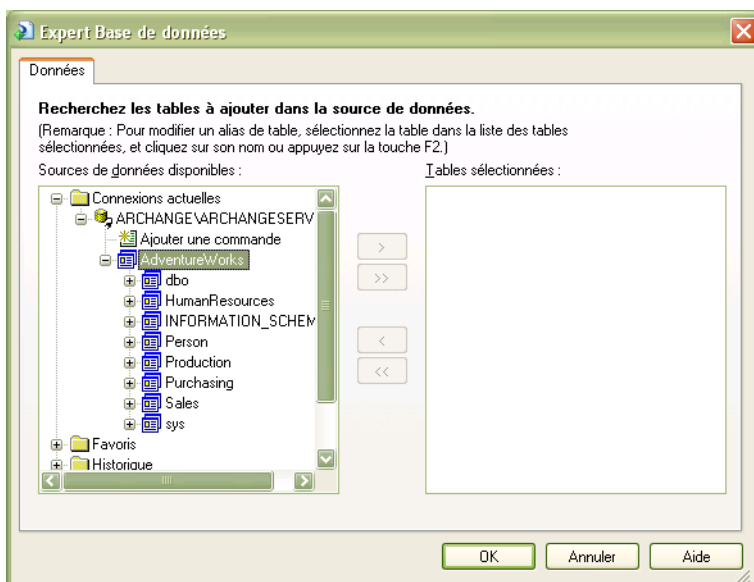 Expert Base de données
Données
Recherchez les tables à ajouter dans la source de données.
(Remarque : Pour modifier un alias de table, sélectionnez la table dans la liste des tables
sélectionnées, et cliquez sur son nom ou appuyez sur la touche F2.)
Sources de données disponibles :
Tables sélectionnées :
Connexions actuelles
ARCHANGE\ARCHANGESERV
Ajouter une commande
AdventureWorks
dbo
HumanResources
INFORMATION_SCHEM
Person
Production
Purchasing
Sales
sys
Favoris
Historique
>
>>
<
<<
OK
Annuler
Aide